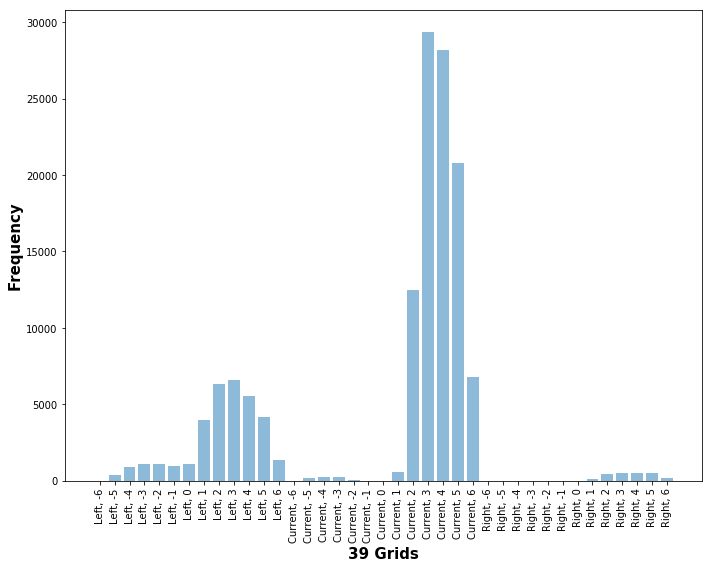 30000
25000
20000
15000
10000
5000
0
Frequency
Left, -6
Left, -5
Left, -4
Left, -3
Left, -2
Left, -1
Left, 0
Left, 1
Left, 2
Left, 3
Left, 4
Left, 5
Left, 6
Current, -6
Current, -5
Current, -4
Current, -3
Current, -2
Current, -1
Current, 0
Current, 1
Current, 2
Current, 3
Current, 4
Current, 5
Current, 6
Right, -6
Right, -5
Right, -4
Right, -3
Right, -2
Right, -1
Right, 0
Right, 1
Right, 2
Right, 3
Right, 4
Right, 5
Right, 6
39 Grids